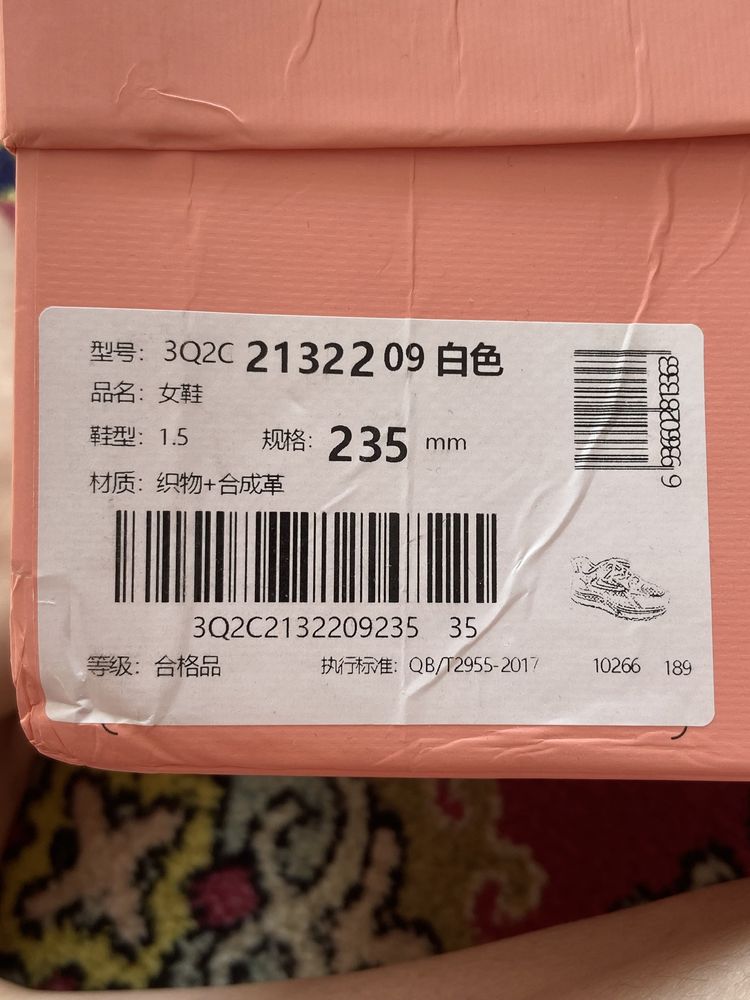 型号: 3Q2C 21322 09 白色
品名: 女鞋
鞋型: 1.5 规格: 235 mm
材质: 织物+合成革
3Q2C2132209235 35
等级: 合格品 执行标准: QB/T2955-2017 10266 189